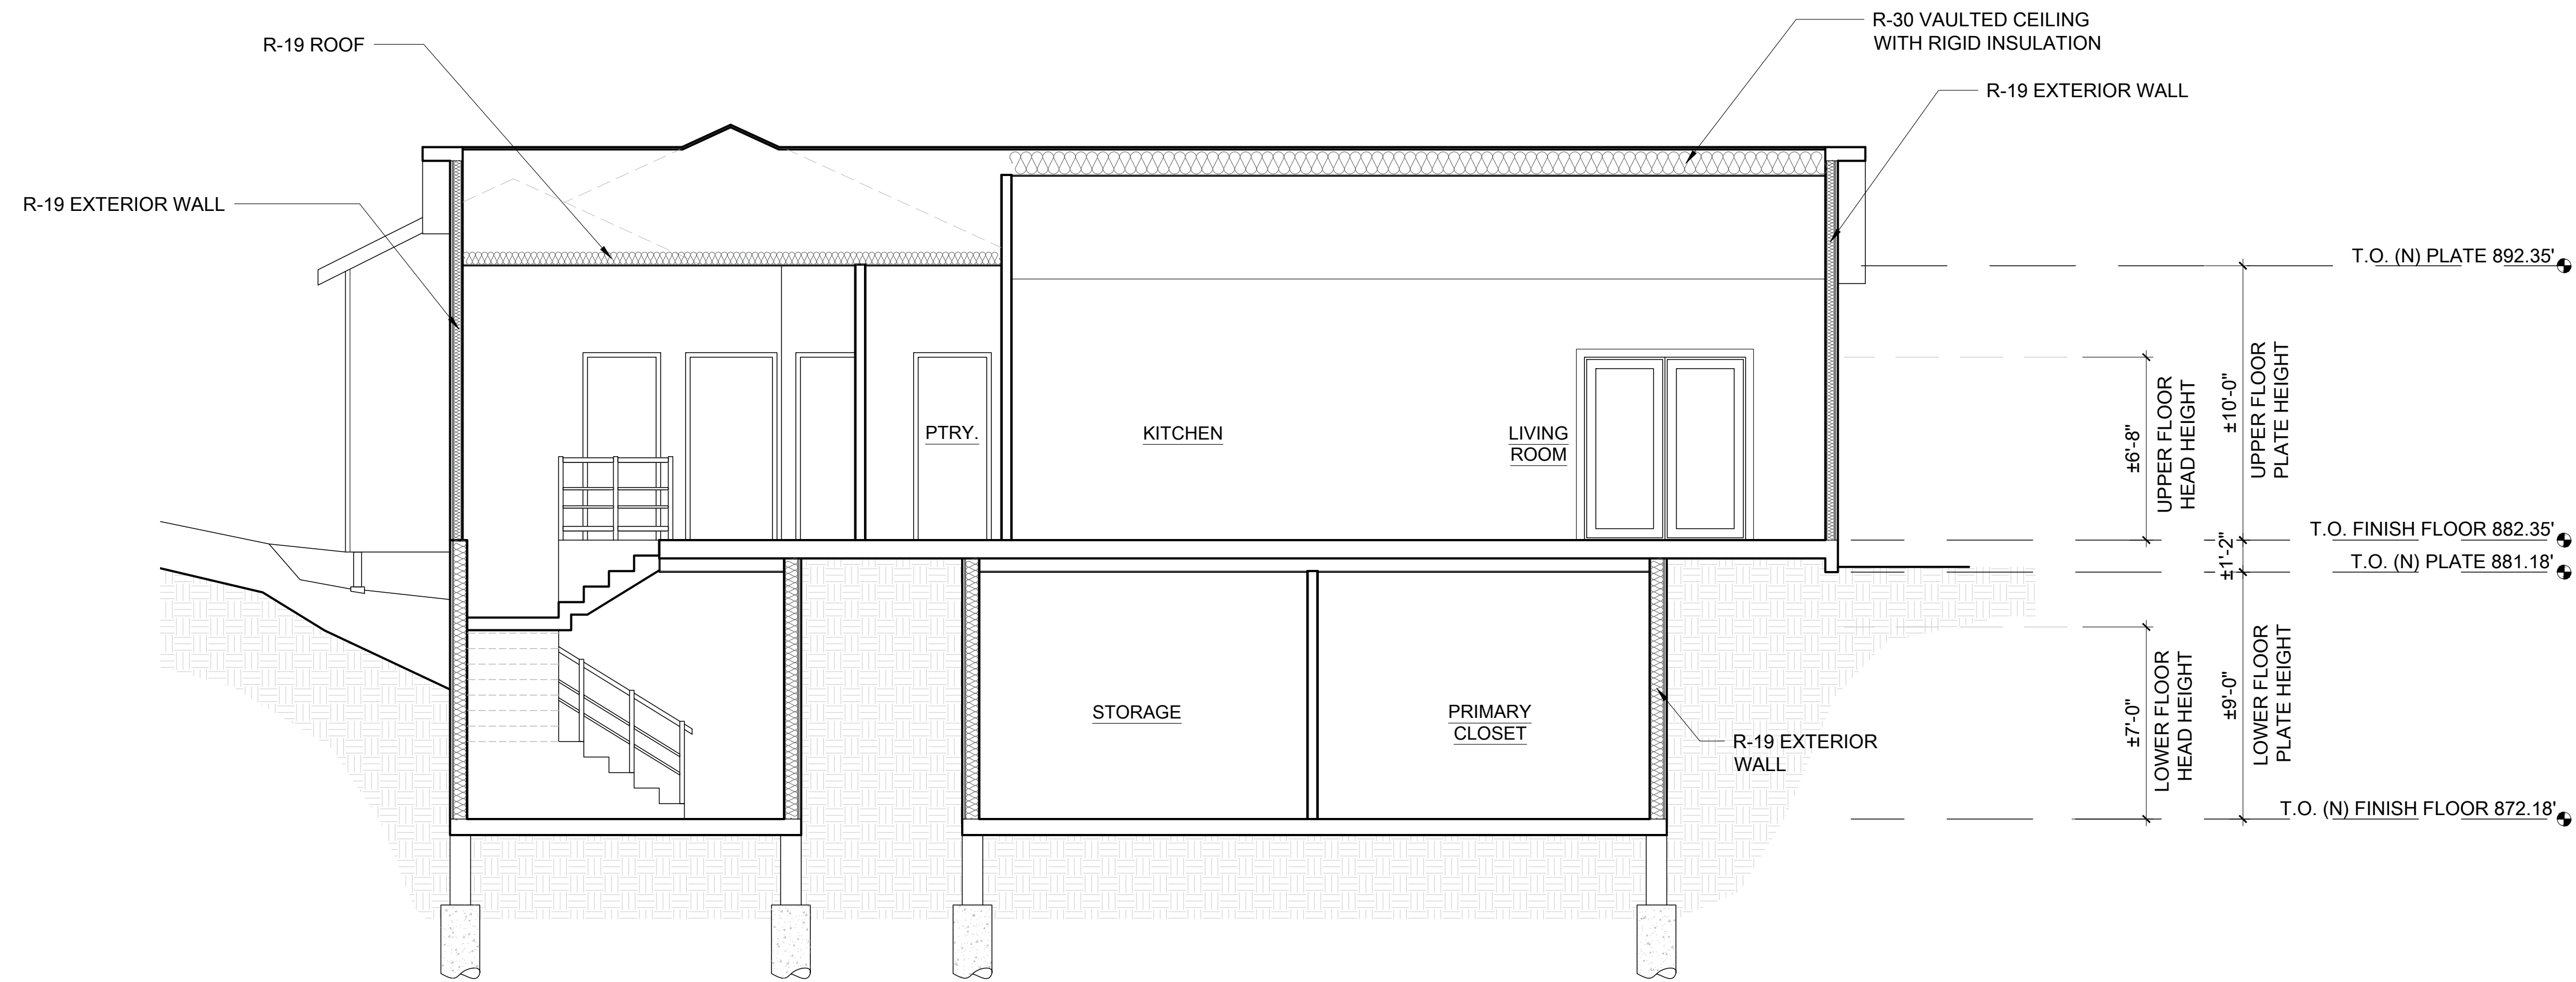 R-30 VAULTED CEILING
WITH RIGID INSULATION
R-19 ROOF
R-19 EXTERIOR WALL
R-19 EXTERIOR WALL
T.O. (N) PLATE 892.35'
PTRY.
KITCHEN
LIVING
ROOM
±6'-8"
UPPER FLOOR
HEAD HEIGHT
±10'-0"
UPPER FLOOR
PLATE HEIGHT
T.O. FINISH FLOOR 882.35'
±1'-2"
T.O. (N) PLATE 881.18'
STORAGE
PRIMARY
CLOSET
R-19 EXTERIOR
WALL
±7'-0"
LOWER FLOOR
HEAD HEIGHT
±9'-0"
LOWER FLOOR
PLATE HEIGHT
T.O. (N) FINISH FLOOR 872.18'